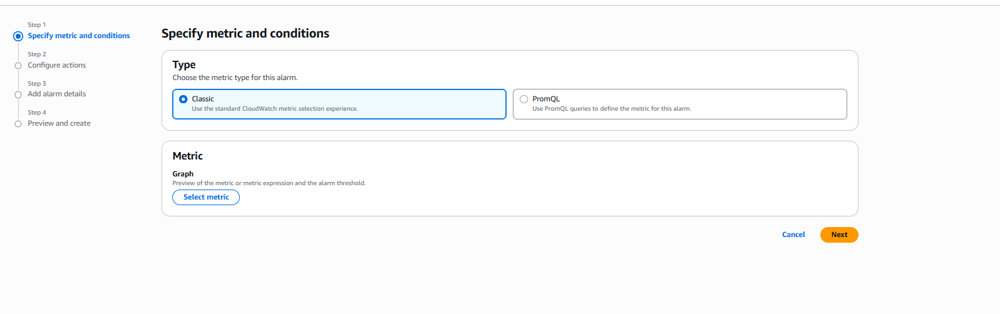 Step 1
Specify metric and conditions
Step 2
Configure actions
Step 3
Add alarm details
Step 4
Preview and create
Specify metric and conditions
Type
Choose the metric type for this alarm.
Classic
Use the standard CloudWatch metric selection experience.
PromQL
Use PromQL queries to define the metric for this alarm.
Metric
Graph
Preview of the metric or metric expression and the alarm threshold.
Select metric
Cancel
Next